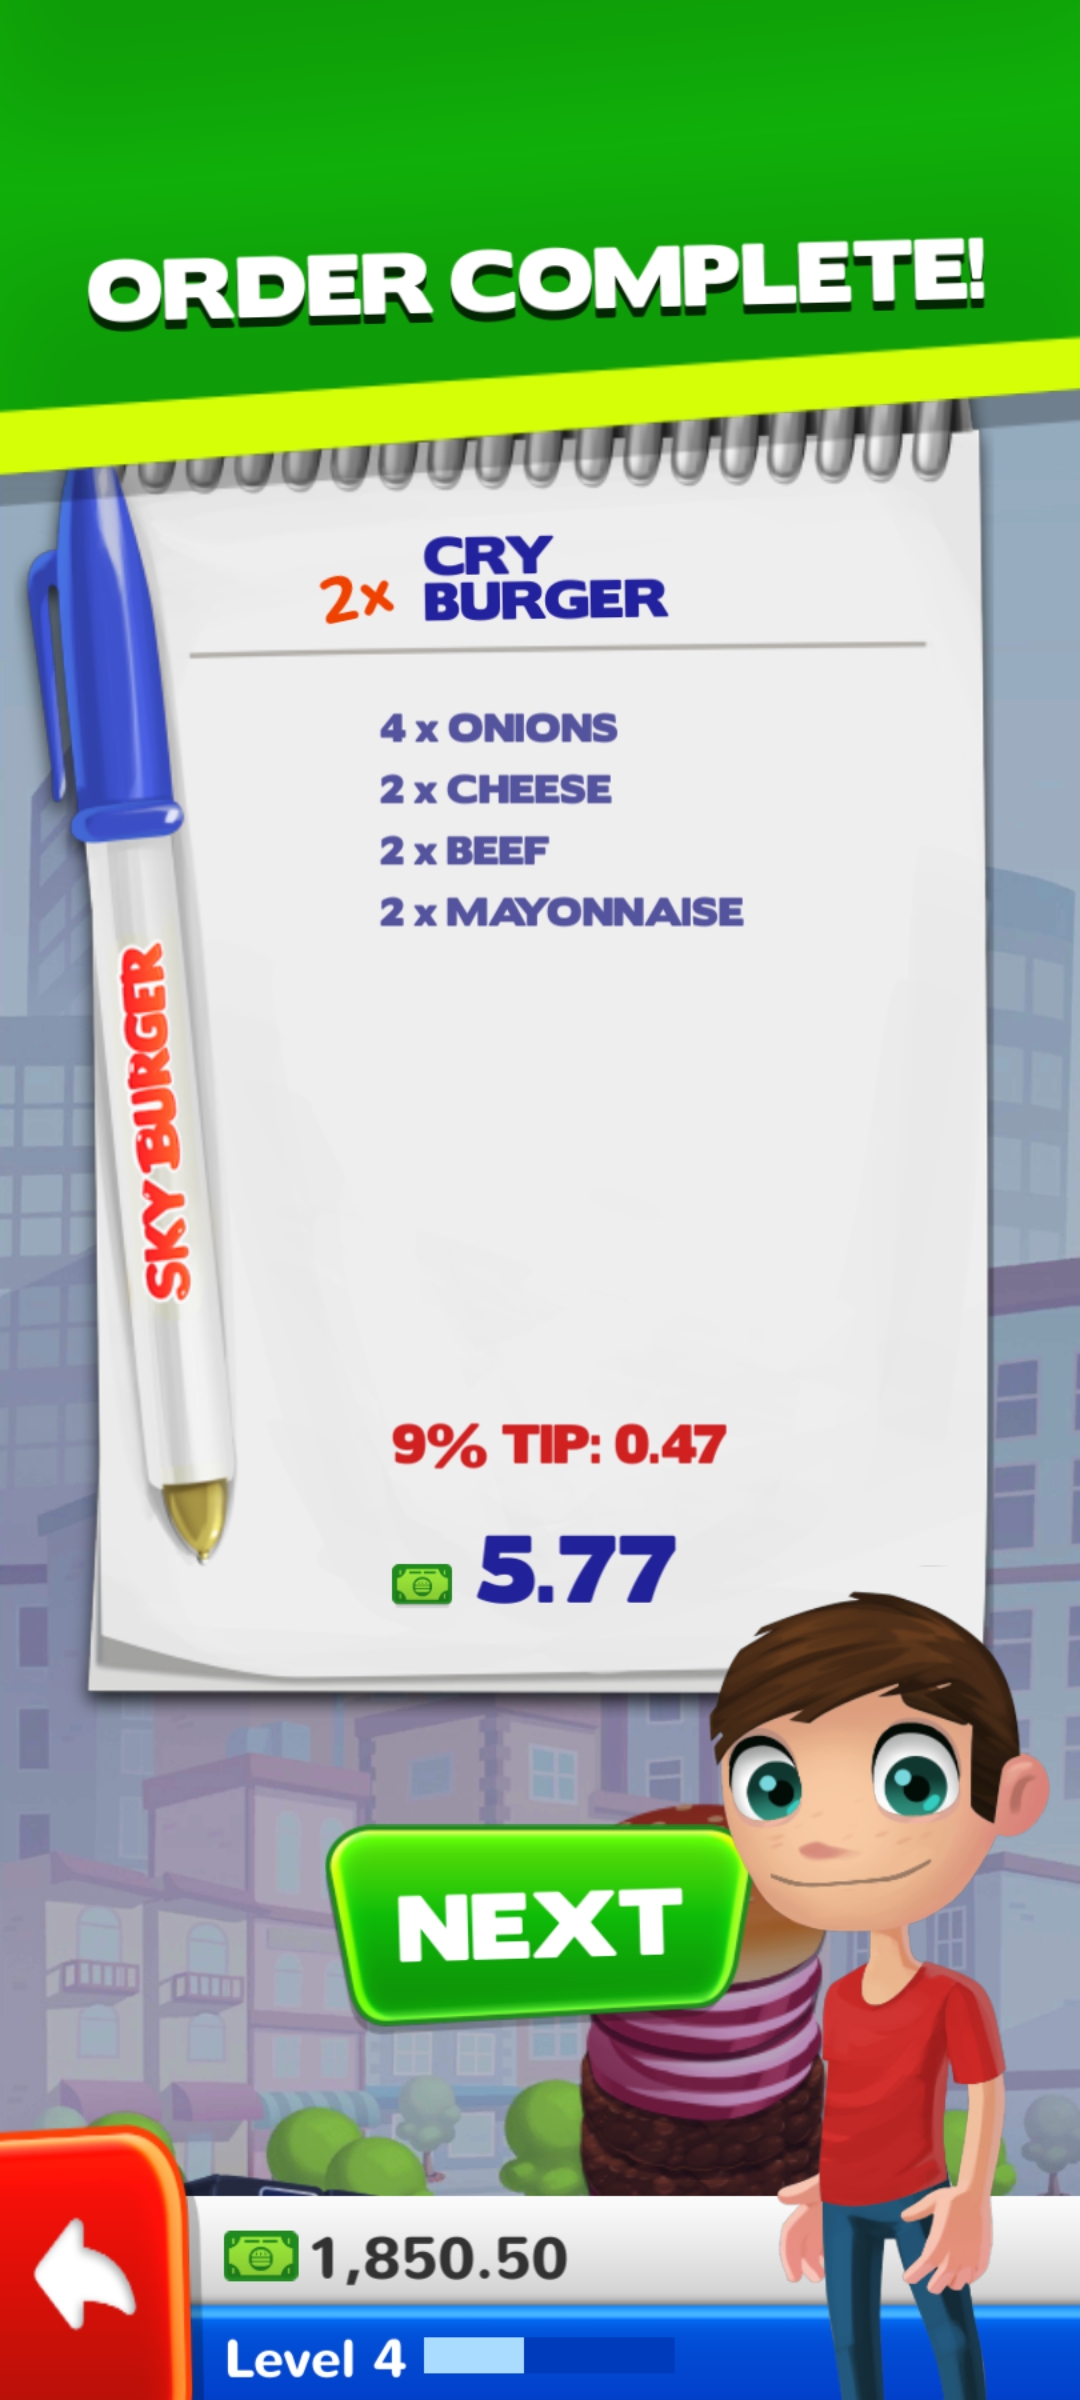 ORDER COMPLETE!
2x CRY
BURGER
4 x ONIONS
2 x CHEESE
2 x BEEF
2 x MAYONNAISE
SKY BURGER
9% TIP: 0.47
5.77
NEXT
1,850.50
Level 4